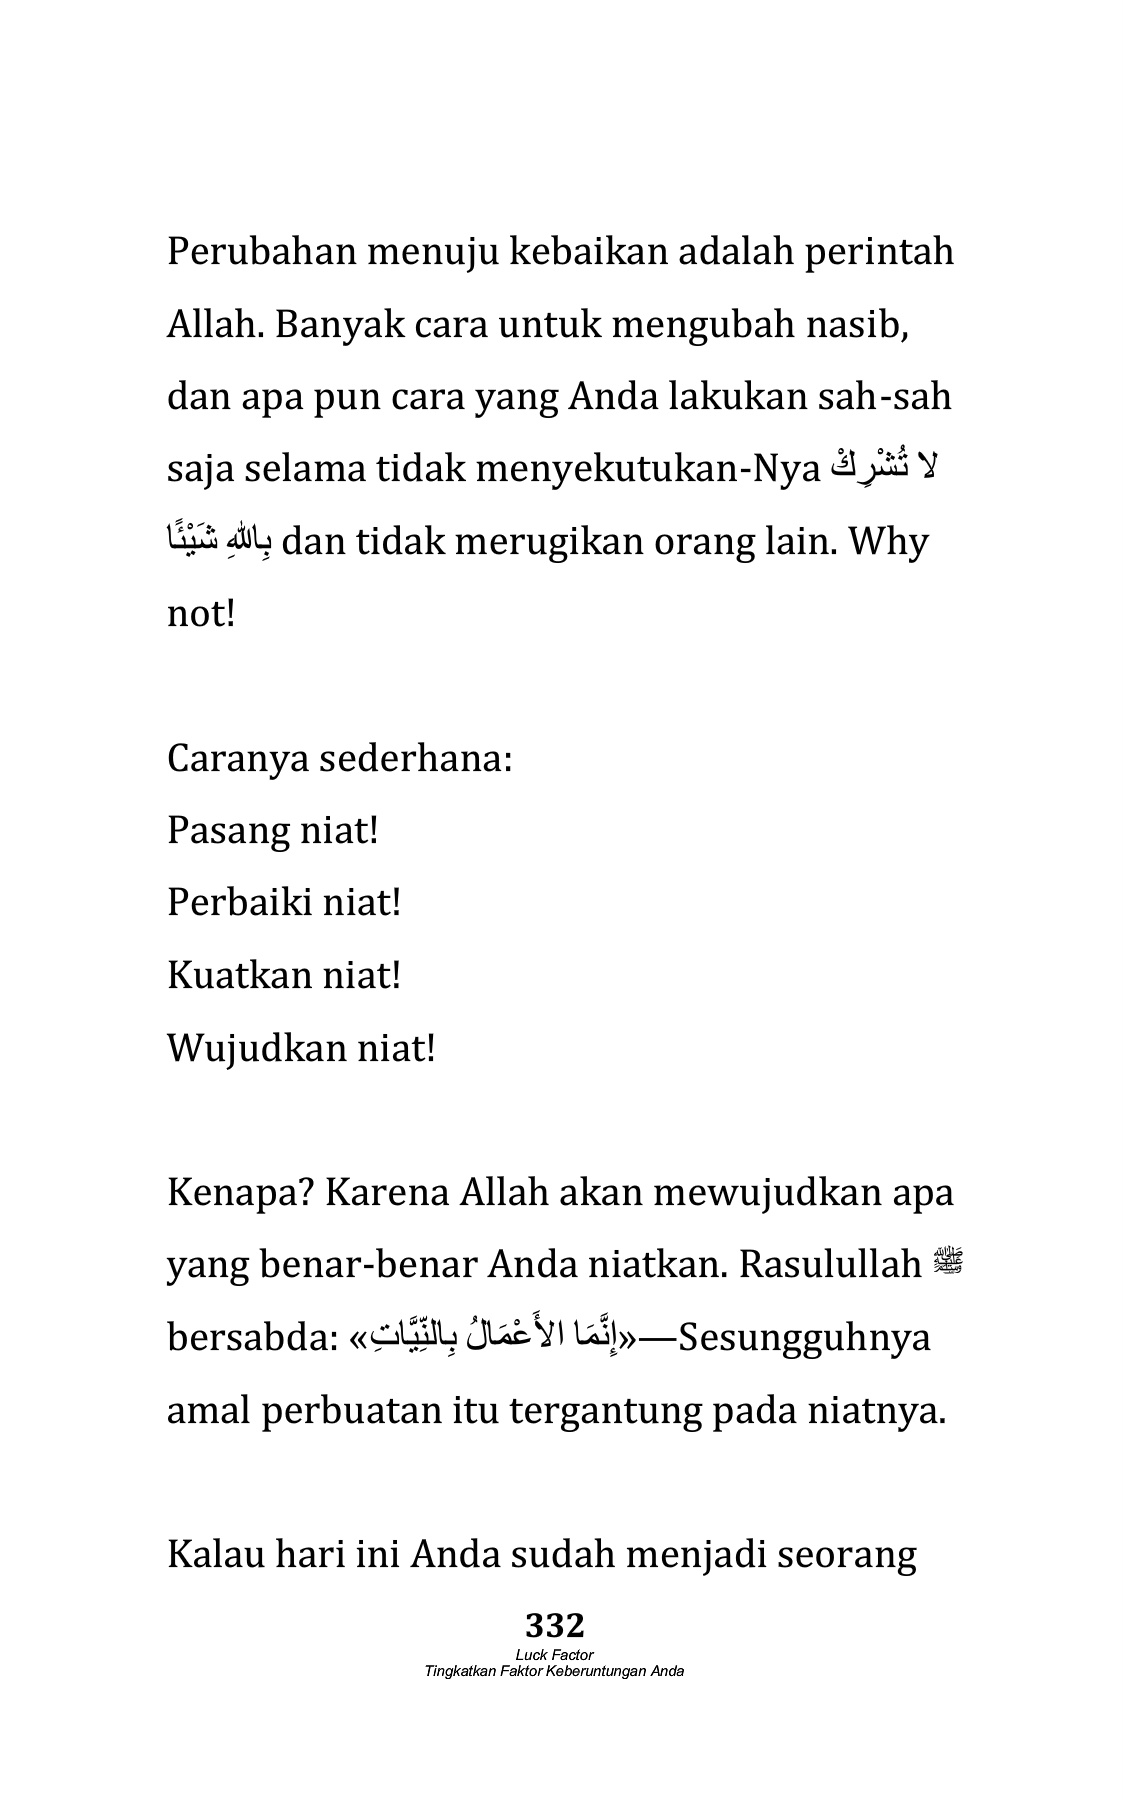 Perubahan menuju kebaikan adalah perintah
Allah. Banyak cara untuk mengubah nasib,
dan apa pun cara yang Anda lakukan sah-sah
saja selama tidak menyekutukan-Nya لا تُشْرِكْ
بِاللهِ شَيْئًا dan tidak merugikan orang lain. Why
not!
Caranya sederhana:
Pasang niat!
Perbaiki niat!
Kuatkan niat!
Wujudkan niat!
Kenapa? Karena Allah akan mewujudkan apa
yang benar-benar Anda niatkan. Rasulullah ﷺ
bersabda: «إِنَّمَا الأَعْمَالُ بِالنِّيَّاتِ»—Sesungguhnya
amal perbuatan itu tergantung pada niatnya.
Kalau hari ini Anda sudah menjadi seorang
332
Luck Factor
Tingkatkan Faktor Keberuntungan Anda